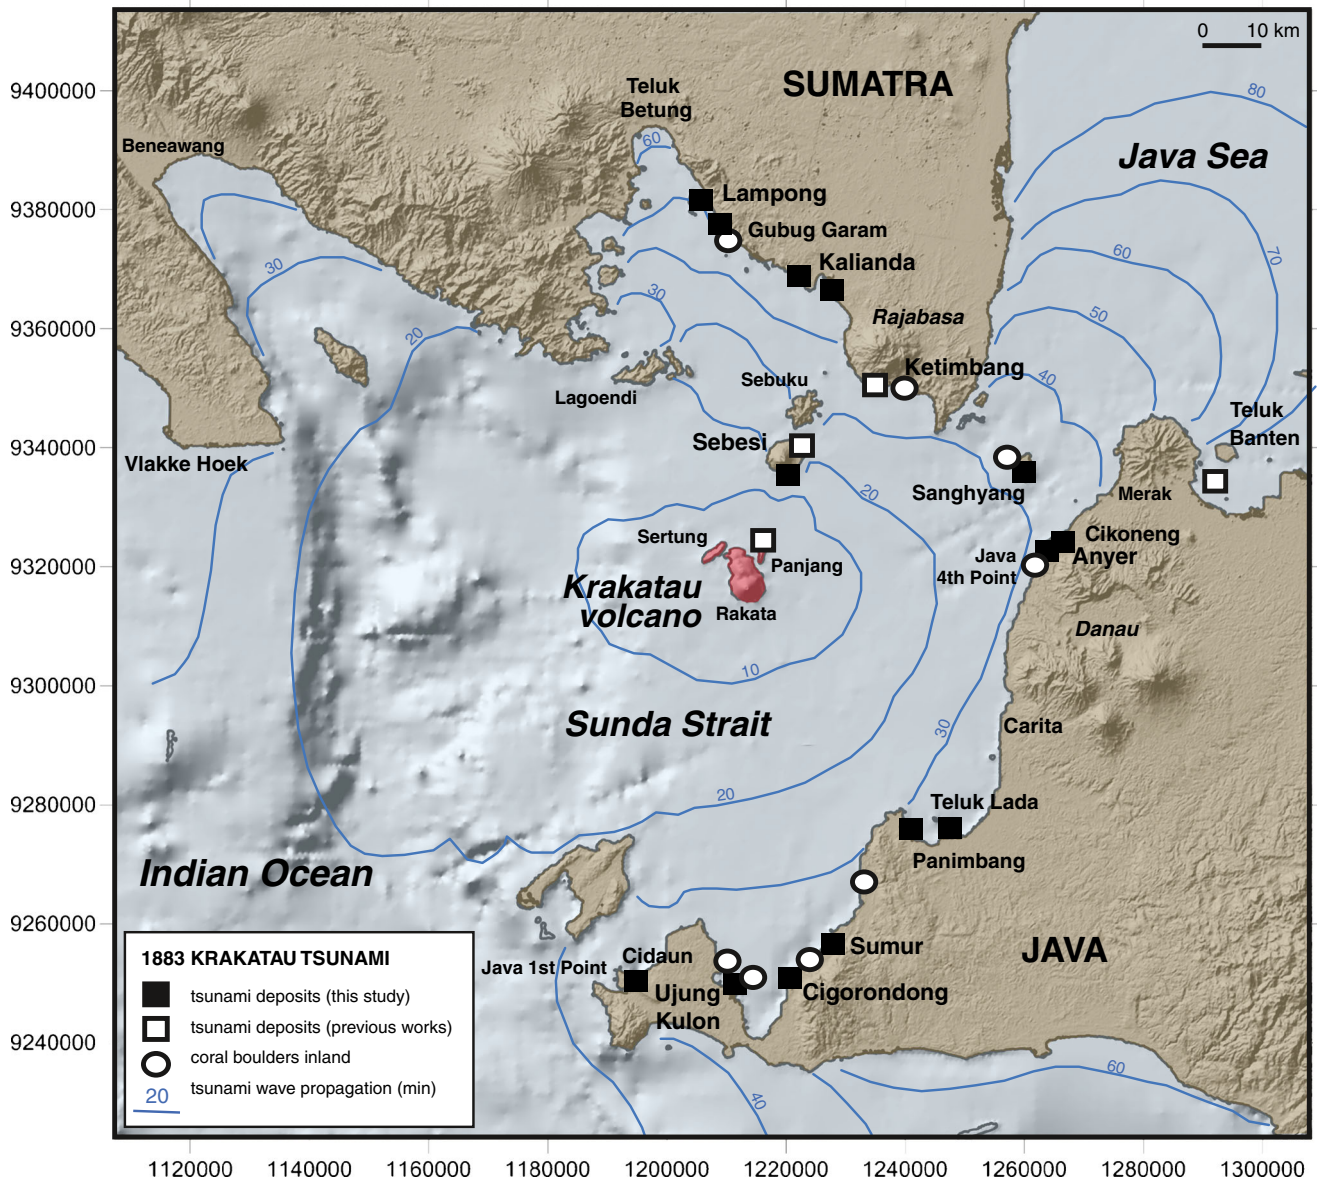 0 10 km
SUMATRA
Teluk
Betung
9400000
80
Beneawang
60
Java Sea
Lampong
9380000
Gubug Garam
60
70
30
Kalianda
30
50
Rajabasa
9360000
20
Ketimbang
40
Sebuku
Lagoendi
Teluk
Banten
Sebesi
9340000
Vlakke Hoek
20
Sanghyang
Merak
Sertung
Cikoneng
Java
4th Point
Anyer
Panjang
9320000
Krakatau
volcano
Rakata
Danau
10
9300000
Sunda Strait
30
Carita
20
Teluk Lada
9280000
Panimbang
Indian Ocean
9260000
1883 KRAKATAU TSUNAMI
tsunami deposits (this study)
tsunami deposits (previous works)
coral boulders inland
20 tsunami wave propagation (min)
Cidaun
Sumur
JAVA
Java 1st Point
Ujung
Kulon
Cigorondong
9240000
60
40
1120000 1140000 1160000 1180000 1200000 1220000 1240000 1260000 1280000 1300000